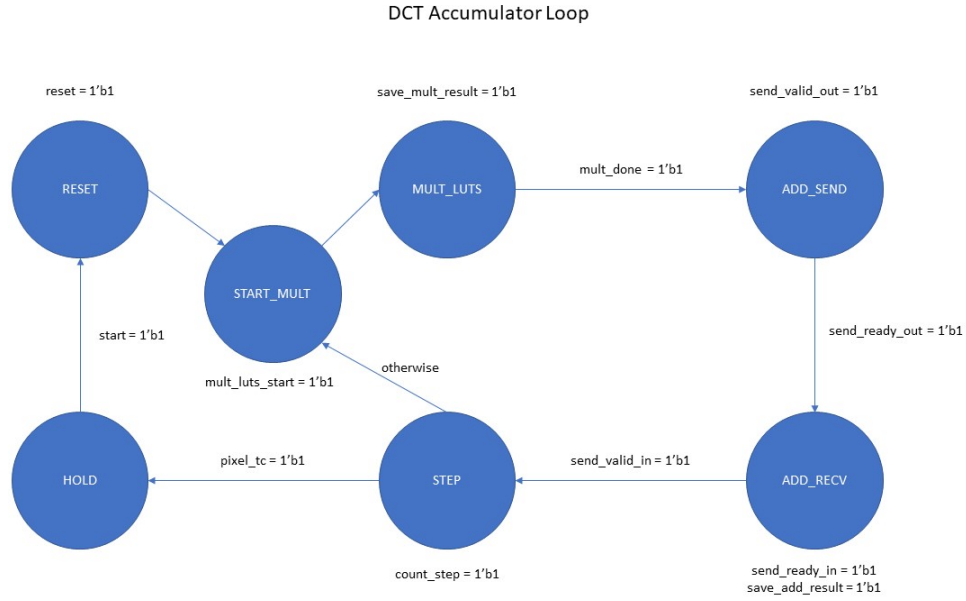 DCT Accumulator Loop
reset = 1'b1
save_mult_result = 1'b1
send_valid_out = 1'b1
RESET
MULT_LUTS
mult_done = 1'b1
ADD_SEND
START_MULT
start = 1'b1
mult_luts_start = 1'b1
otherwise
send_ready_out = 1'b1
HOLD
pixel_tc = 1'b1
STEP
send_valid_in = 1'b1
ADD_RECV
count_step = 1'b1
send_ready_in = 1'b1
save_add_result = 1'b1